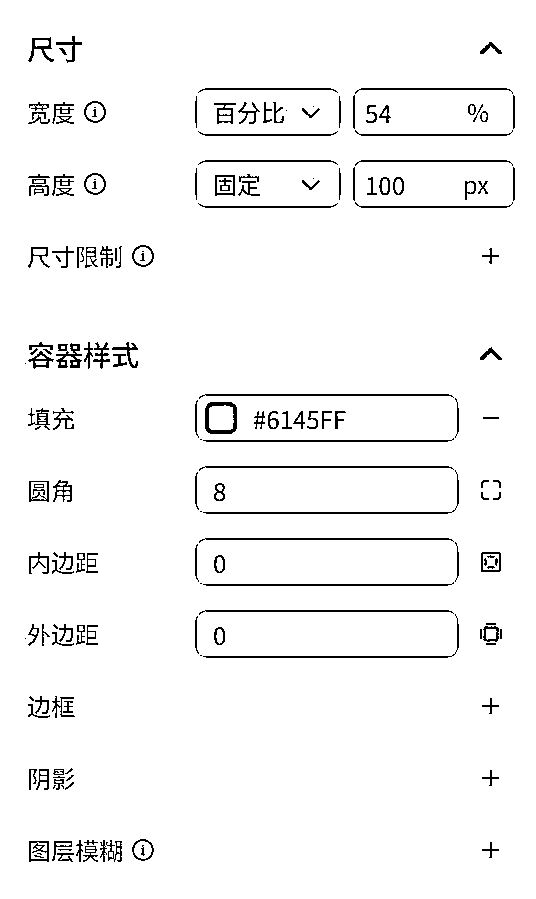 尺寸
宽度 百分比 54 %
高度 固定 100 px
尺寸限制
容器样式
填充 #6145FF
圆角 8
内边距 0
外边距 0
边框
阴影
图层模糊